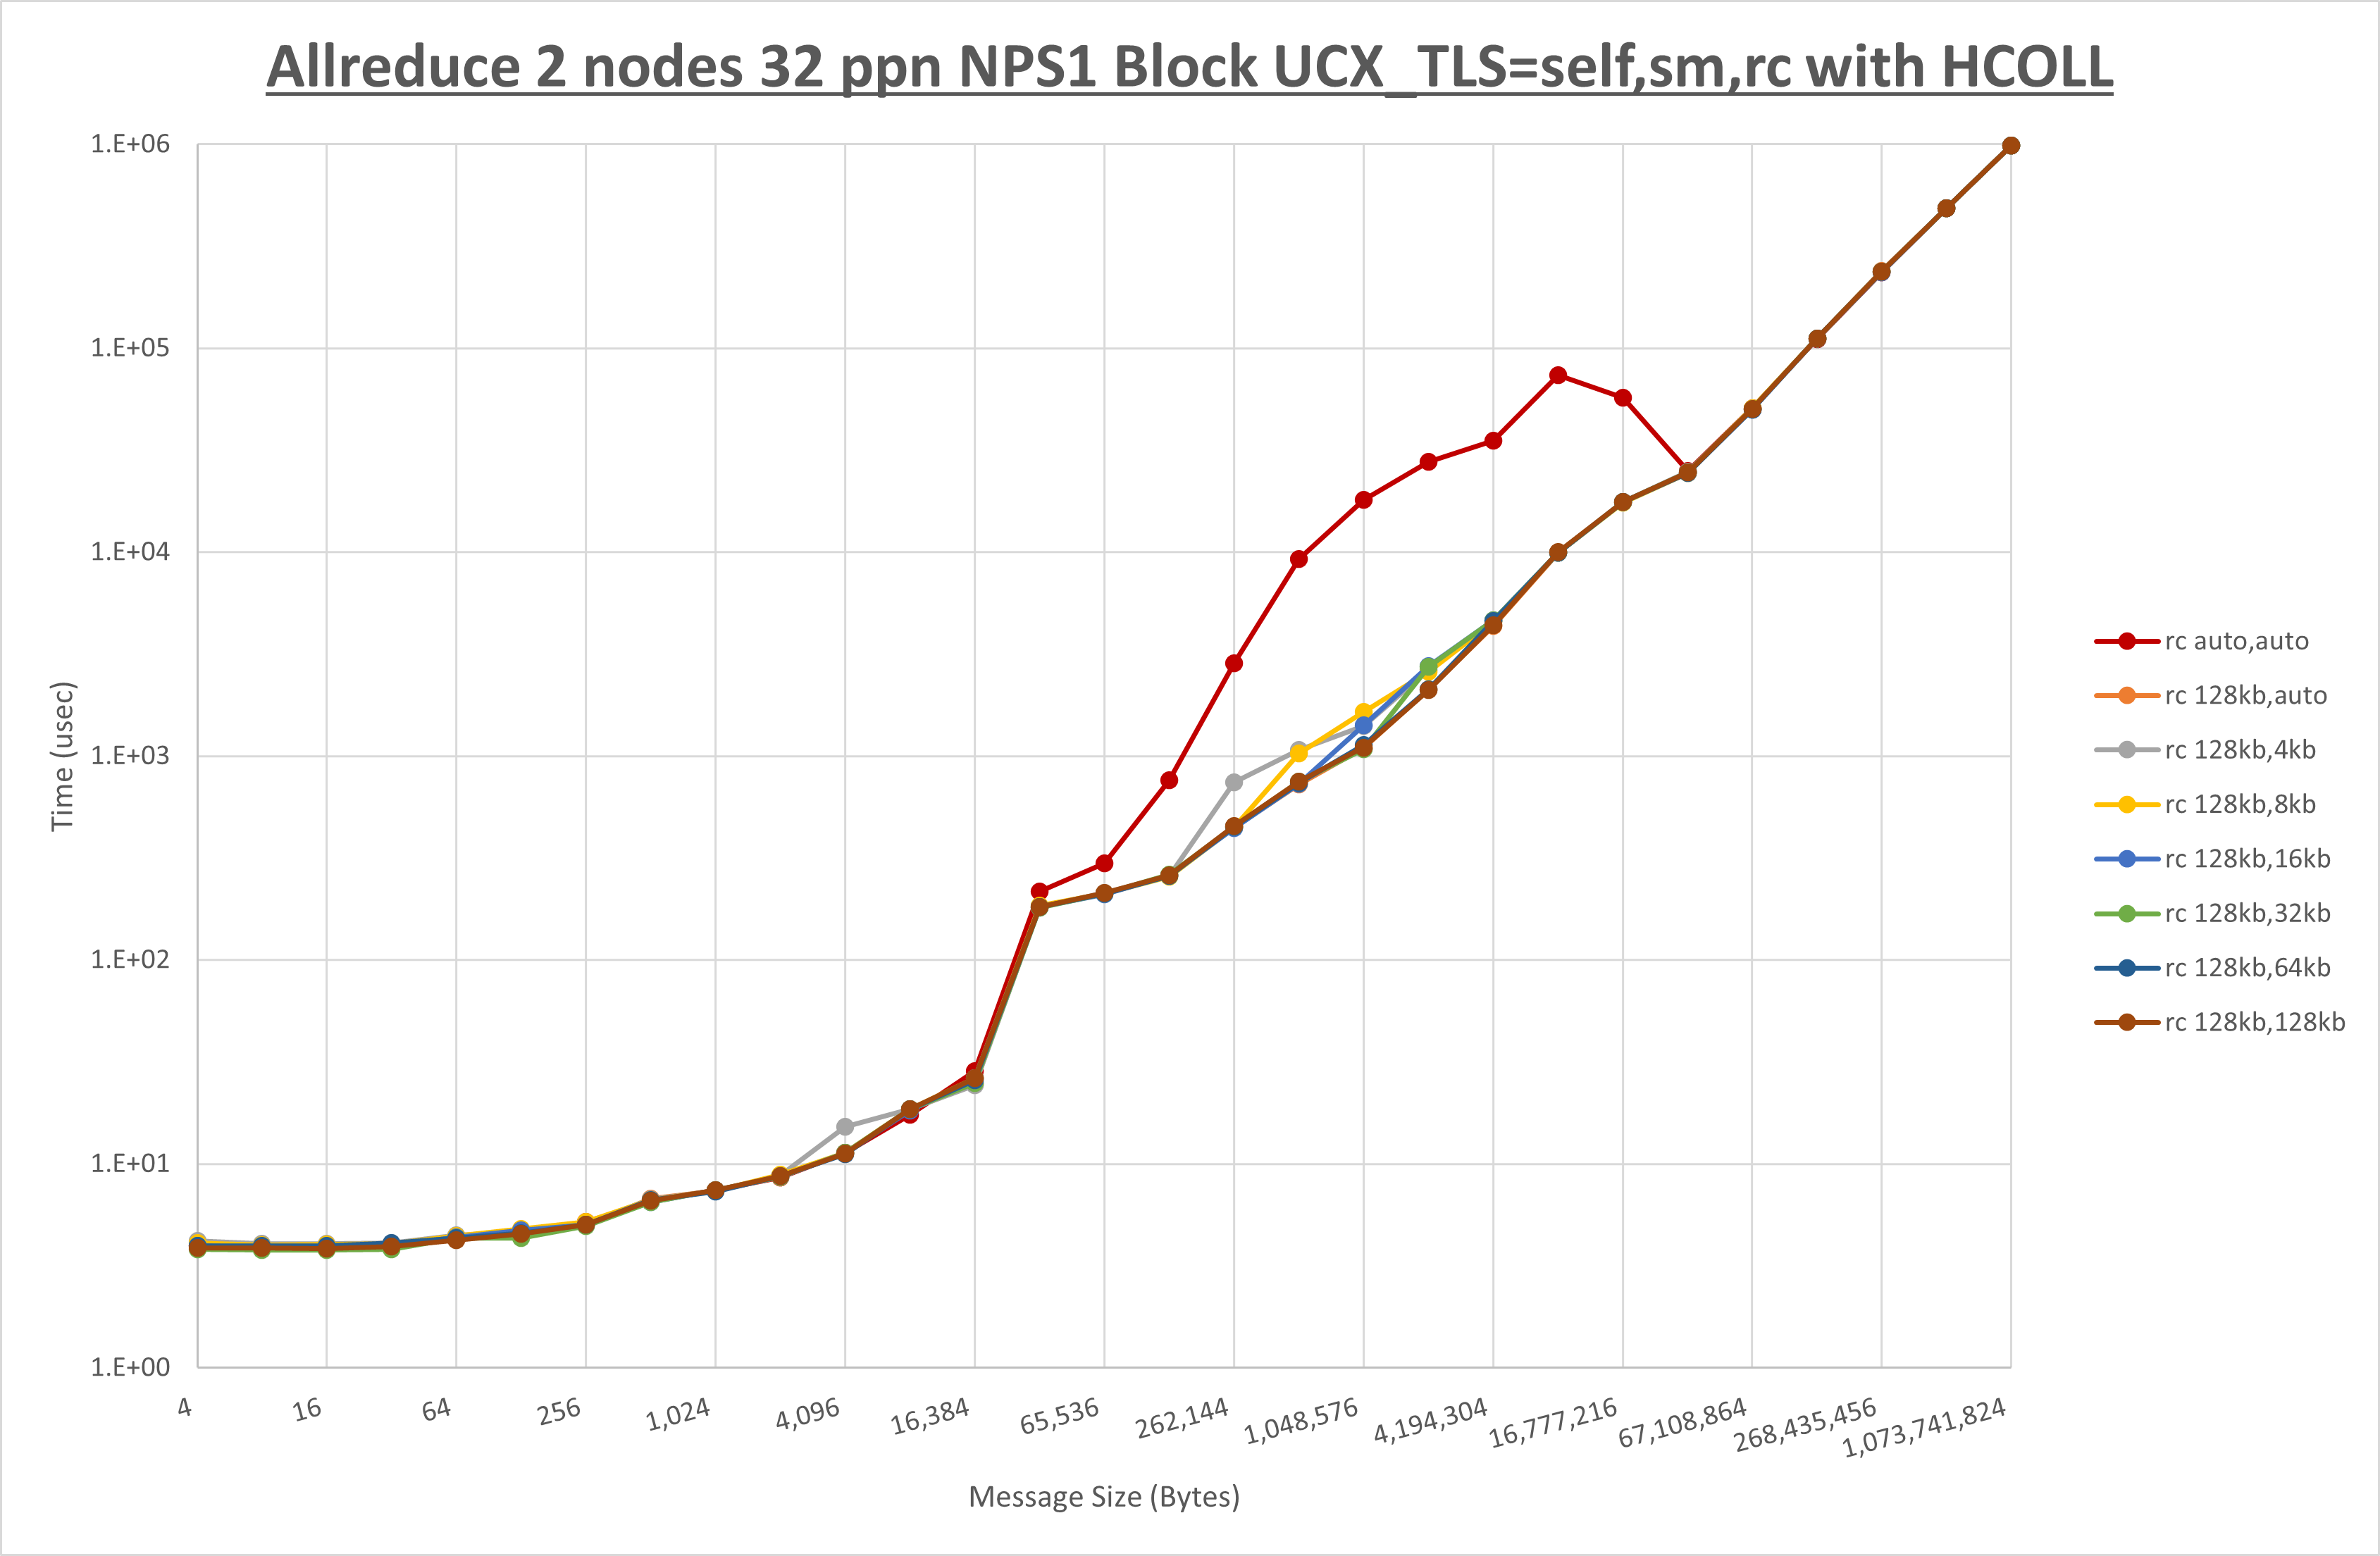 Allreduce 2 nodes 32 ppn NPS1 Block UCX_TLS=self,sm,rc with HCOLL
1.E+06
1.E+05
1.E+04
1.E+03
1.E+02
1.E+01
1.E+00
Time (usec)
4
16
64
256
1,024
4,096
16,384
65,536
262,144
1,048,576
4,194,304
16,777,216
67,108,864
268,435,456
1,073,741,824
Message Size (Bytes)
rc auto,auto
rc 128kb,auto
rc 128kb,4kb
rc 128kb,8kb
rc 128kb,16kb
rc 128kb,32kb
rc 128kb,64kb
rc 128kb,128kb